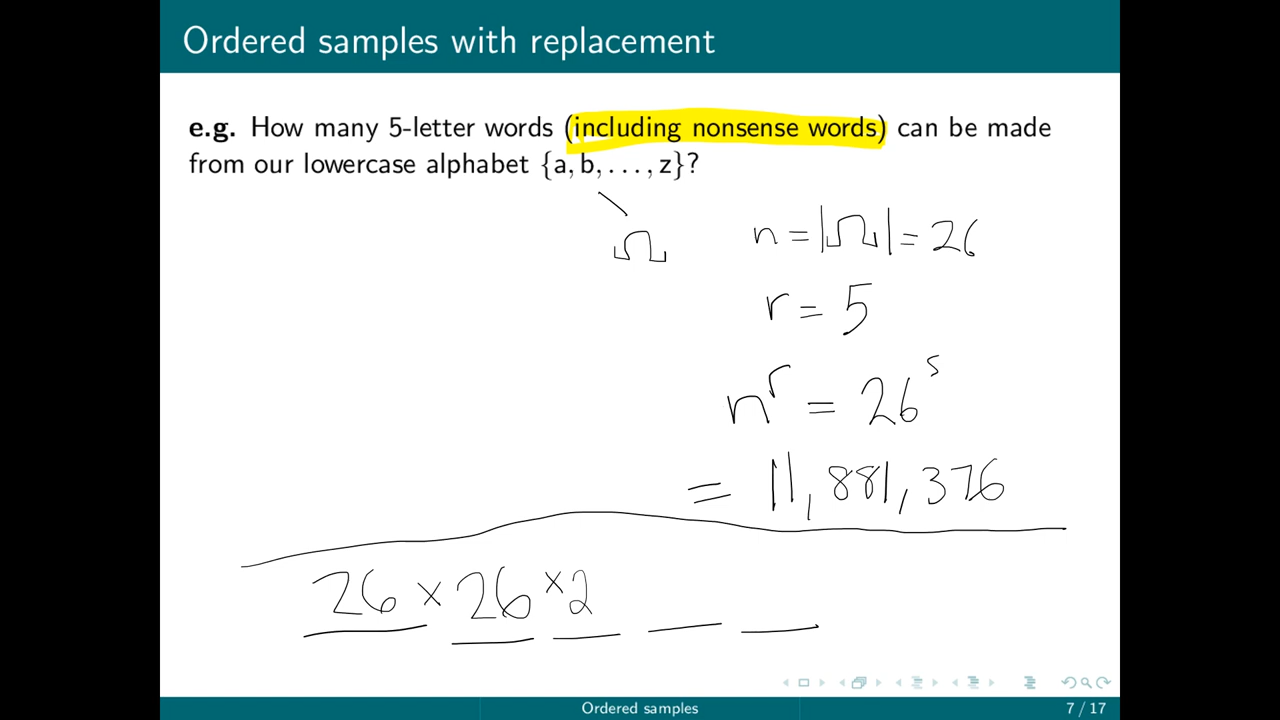 Ordered samples with replacement
e.g. How many 5-letter words (including nonsense words) can be made
from our lowercase alphabet {a, b, . . . , z}?
Ω
n = |Ω| = 26
r = 5
n^r = 26^5
= 11,881,376
26 × 26 × 2
Ordered samples
7 / 17